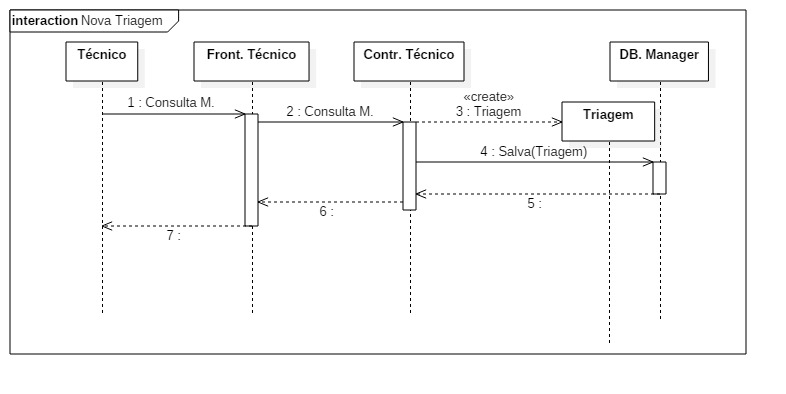 interaction Nova Triagem
Técnico
Front. Técnico
Contr. Técnico
DB. Manager
1 : Consulta M.
2 : Consulta M.
«create»
3 : Triagem
Triagem
4 : Salva(Triagem)
5 :
6 :
7 :